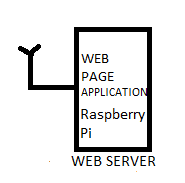 WEB
PAGE
APPLICATION
Raspberry
Pi
WEB SERVER